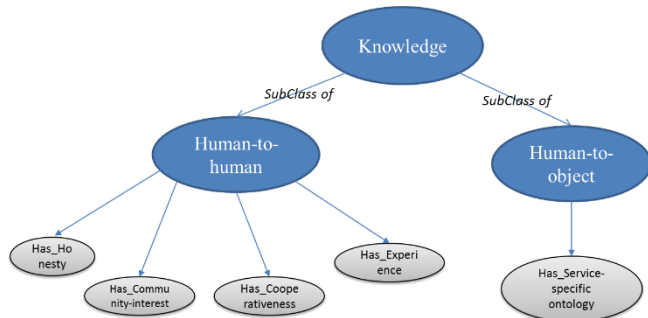 Knowledge
SubClass of
SubClass of
Human-to-
human
Human-to-
object
Has_Ho
nesty
Has_Commu
nity-interest
Has_Coope
rativeness
Has_Experi
ence
Has_Service-
specific
ontology